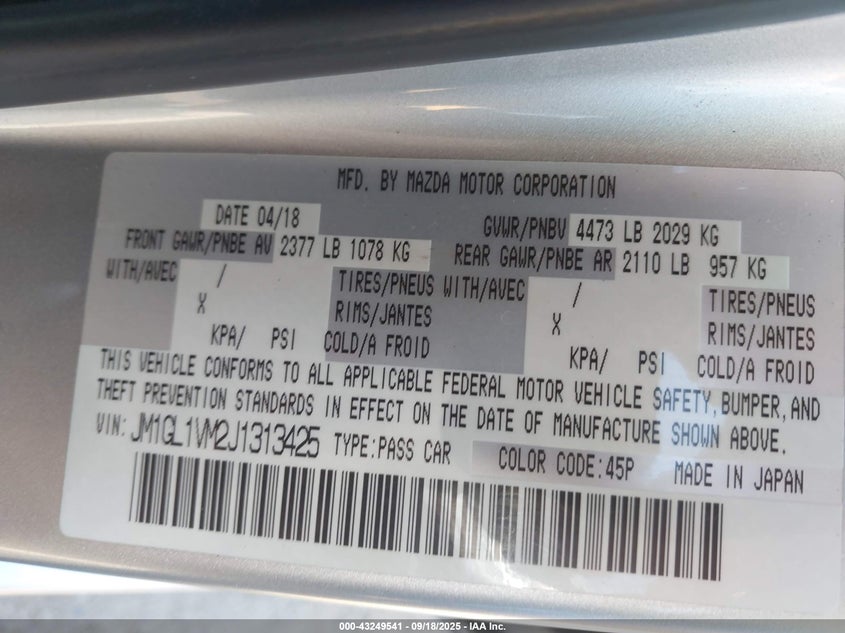 MFD. BY MAZDA MOTOR CORPORATION
DATE 04/18 GVWR/PNBV 4473 LB 2029 KG
FRONT GAWR/PNBE AV 2377 LB 1078 KG REAR GAWR/PNBE AR 2110 LB 957 KG
WITH/AVEC / TIRES/PNEUS WITH/AVEC / TIRES/PNEUS
X RIMS/JANTES X RIMS/JANTES
KPA/ PSI COLD/A FROID KPA/ PSI COLD/A FROID
THIS VEHICLE CONFORMS TO ALL APPLICABLE FEDERAL MOTOR VEHICLE SAFETY, BUMPER, AND
THEFT PREVENTION STANDARDS IN EFFECT ON THE DATE OF MANUFACTURE SHOWN ABOVE.
VIN: JM1GL1VM2J1313425 TYPE:PASS CAR COLOR CODE:45P MADE IN JAPAN
000-43249541 - 09/18/2025 - IAA Inc.